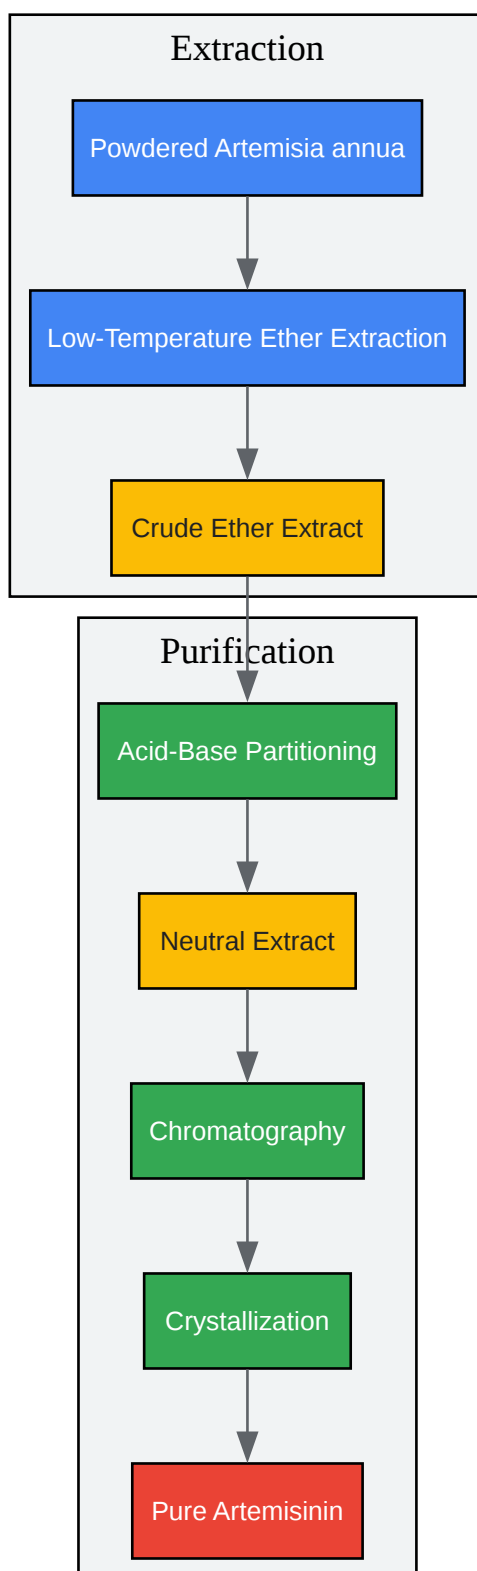 Extraction
Powdered Artemisia annua
Low-Temperature Ether Extraction
Crude Ether Extract
Purification
Acid-Base Partitioning
Neutral Extract
Chromatography
Crystallization
Pure Artemisinin